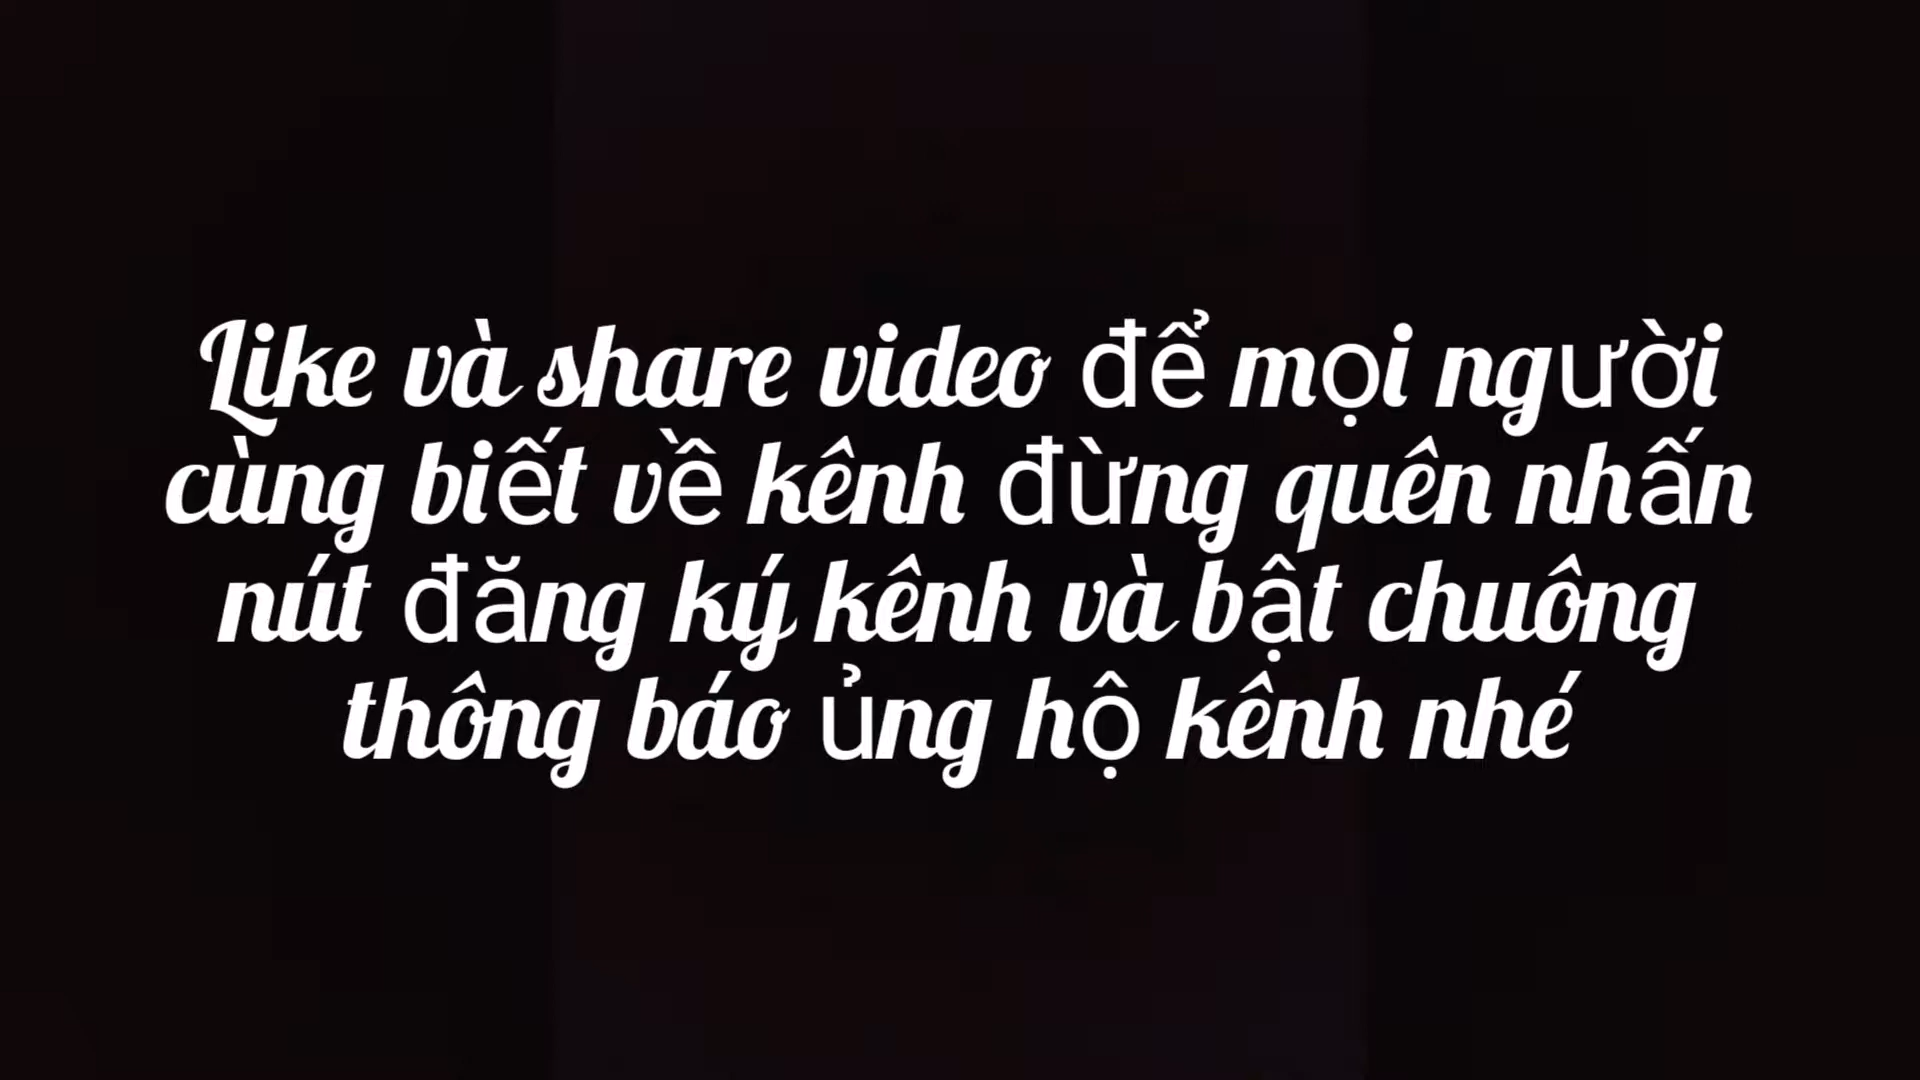 Like và share video để mọi người
cùng biết về kênh đừng quên nhấn
nút đăng ký kênh và bật chuông
thông báo ủng hộ kênh nhé